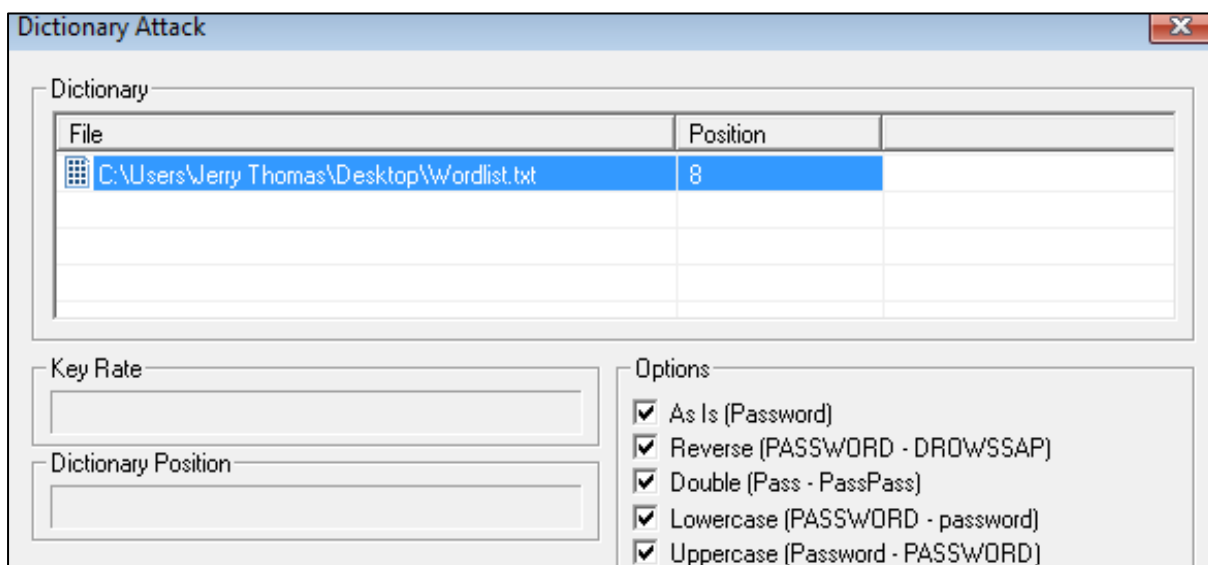 Dictionary Attack
Dictionary
File Position
C:\Users\Jerry Thomas\Desktop\Wordlist.txt 8
Key Rate
Dictionary Position
Options
As Is (Password)
Reverse (PASSWORD - DROWSSAP)
Double (Pass - PassPass)
Lowercase (PASSWORD - password)
Uppercase (Password - PASSWORD)